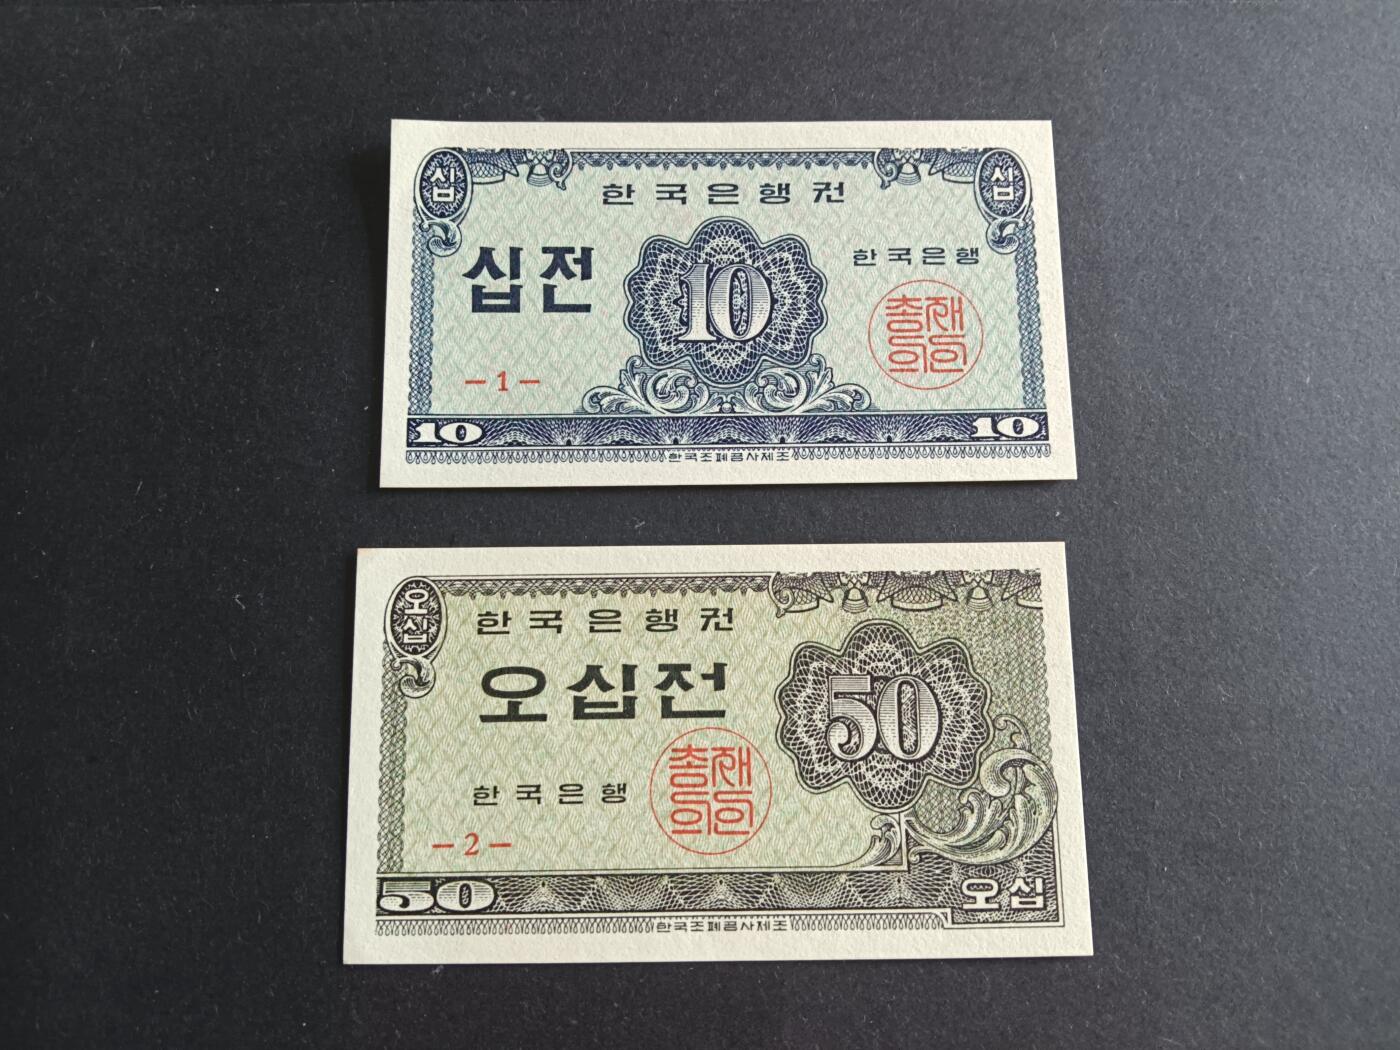 십 한국은행권 십
십전 10 한국은행
총재의인
- 1 -
10 10
한국조폐공사제조
오십 한국은행권
오십전 50
한국은행 총재의인
- 2 -
50 오십
한국조폐공사제조